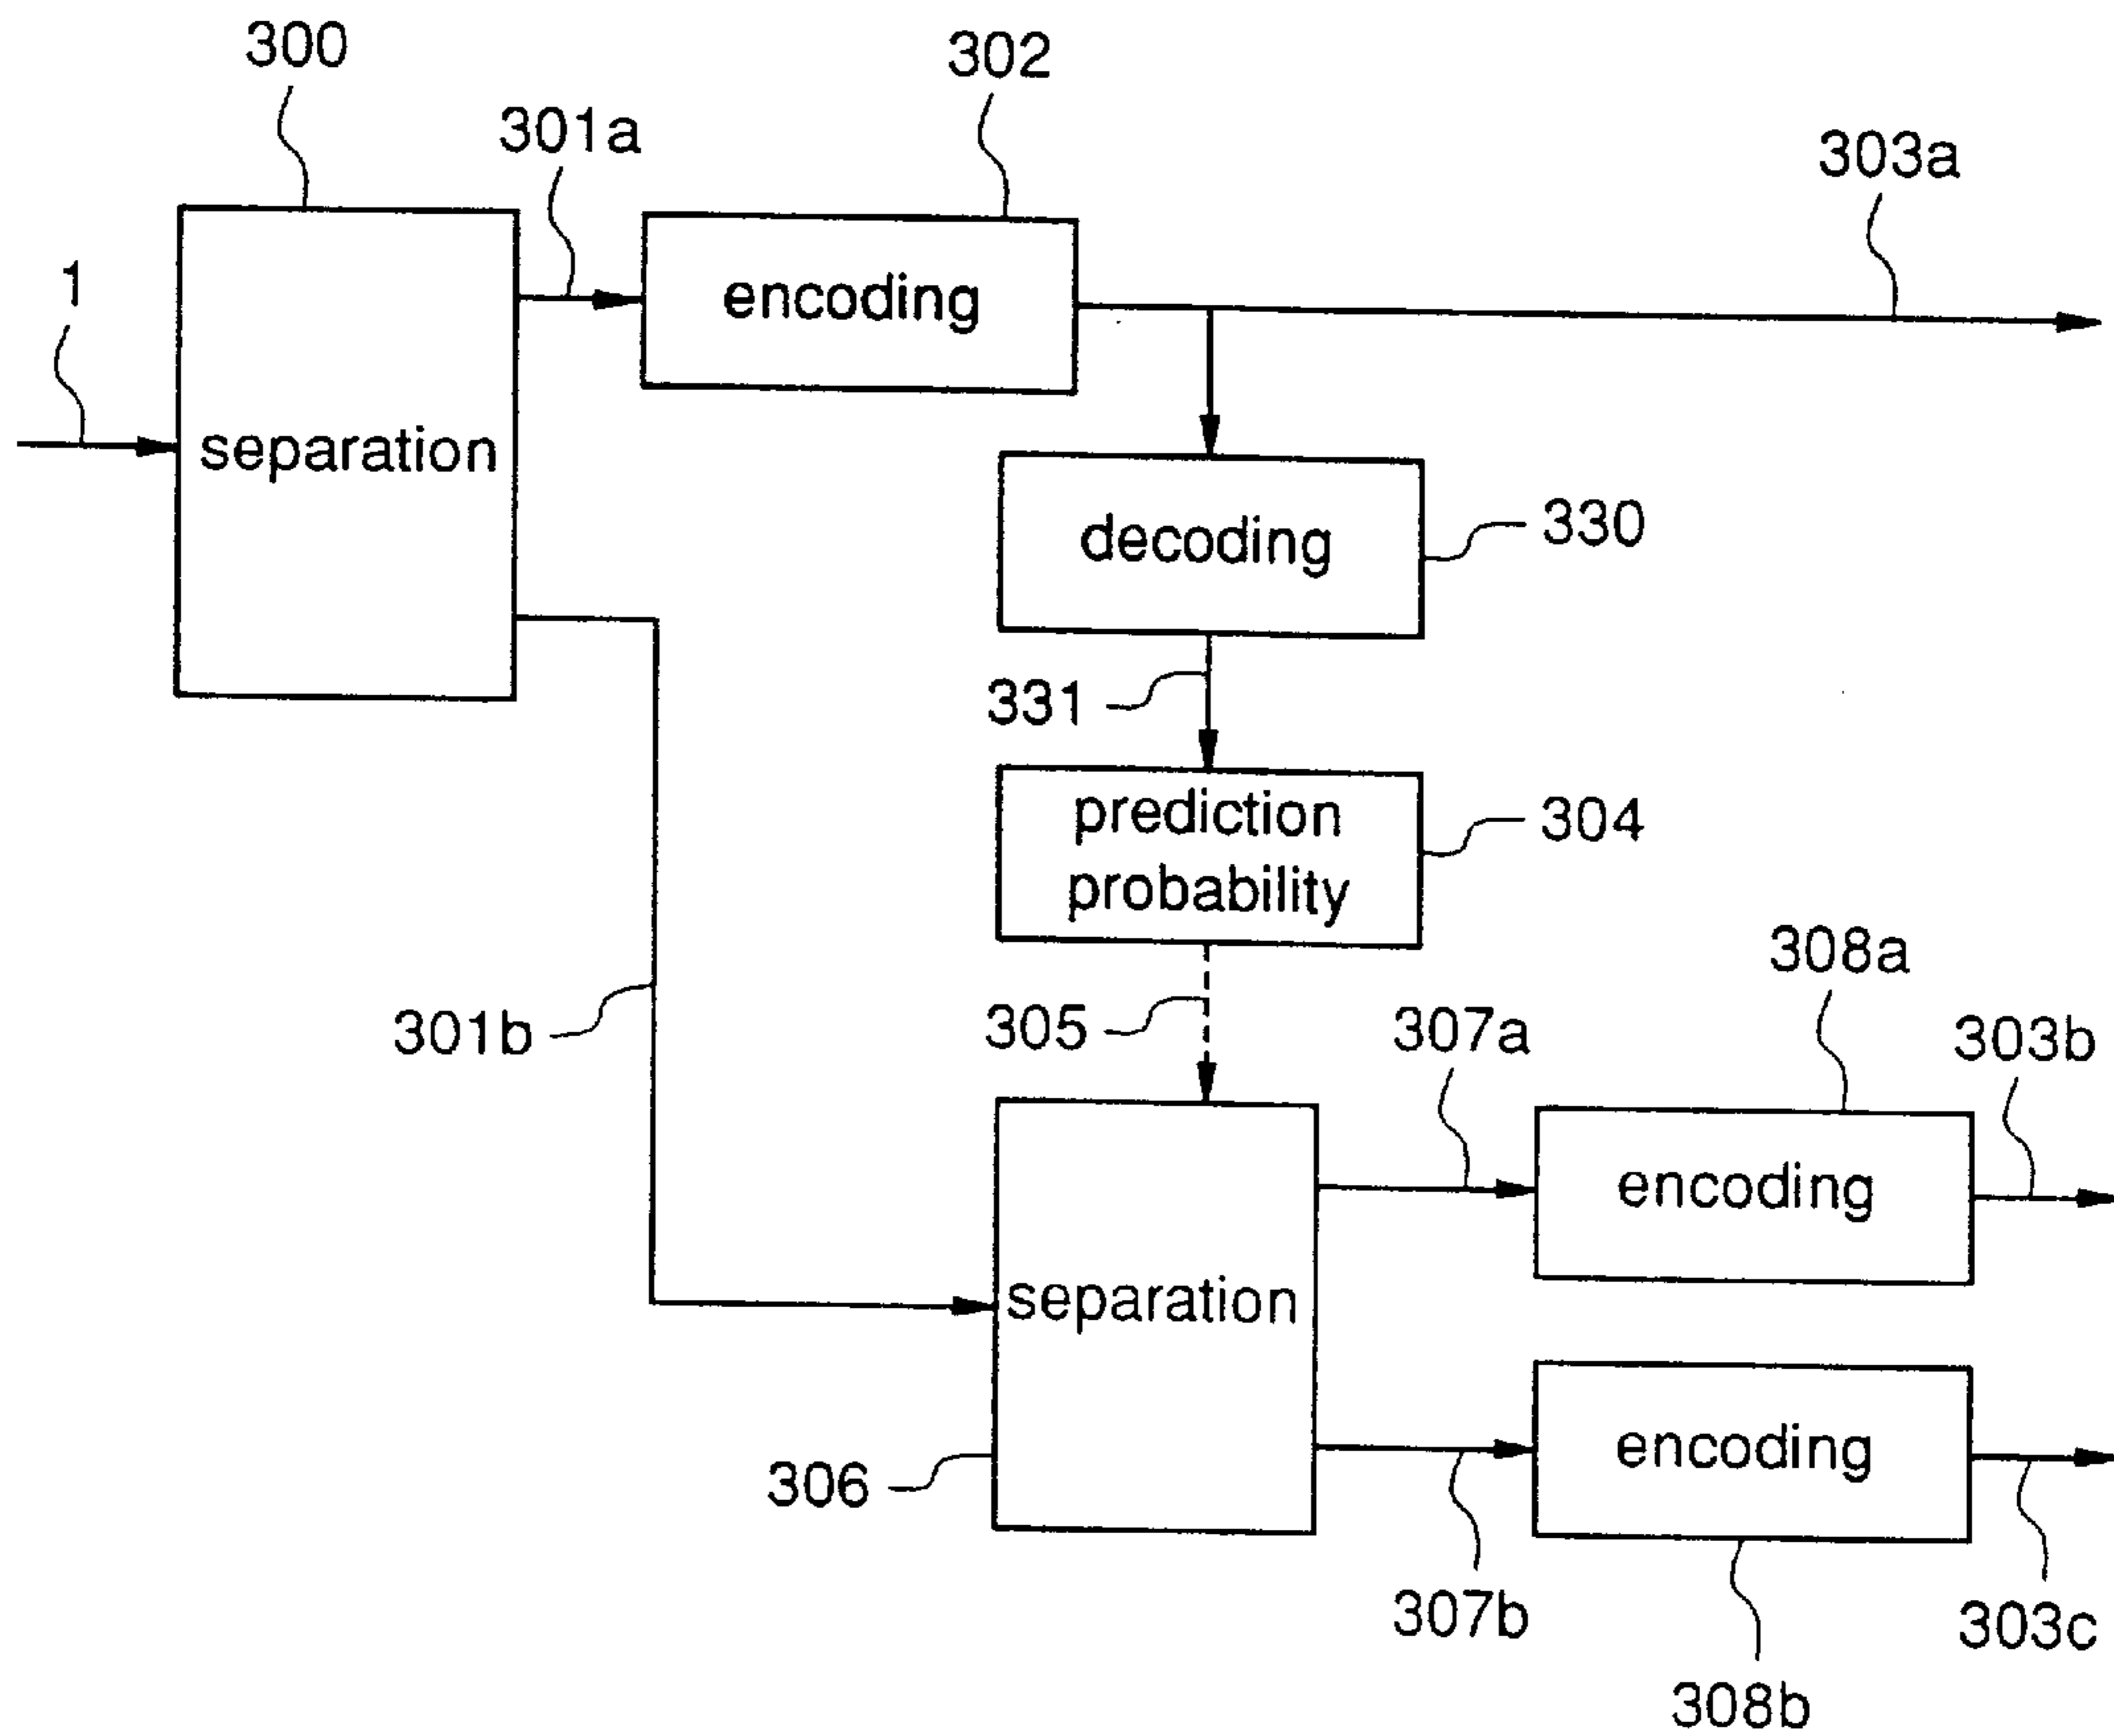 300
302
301a
303a
1
encoding
separation
decoding
330
331
prediction
probability
304
308a
305
307a
303b
301b
encoding
separation
encoding
306
307b
303c
308b